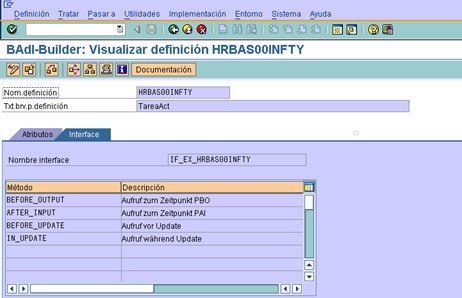 Definición Tratar Pasar a Utilidades Implementación Entorno Sistema Ayuda
BAdI-Builder: Visualizar definición HRBAS00INFTY
Documentación
Nom.definición HRBAS00INFTY
Txt.brv.p.definición TareaAct
Atributos Interface
Nombre interface IF_EX_HRBAS00INFTY
Método Descripción
BEFORE_OUTPUT Aufruf zum Zeitpunkt PBO
AFTER_INPUT Aufruf zum Zeitpunkt PAI
BEFORE_UPDATE Aufruf vor Update
IN_UPDATE Aufruf während Update